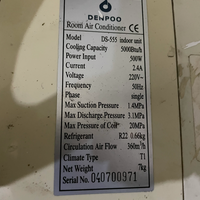 DENPOO
Room Air Conditioner CE
Model DS-555 indoor unit
Cooling Capacity 5000Btu/h
Power Input 500W
Current 2.4A
Voltage 220V~
Frequency 50Hz
Phase single
Max Suction Pressure 1.4MPa
Max Discharge Pressure 3.1MPa
Max Pressure of Coil 20MPa
Refrigerant R22 0.66kg
Circulation Air Flow 360m³/h
Climate Type T1
Net Weight 7kg
Serial No. 040700971